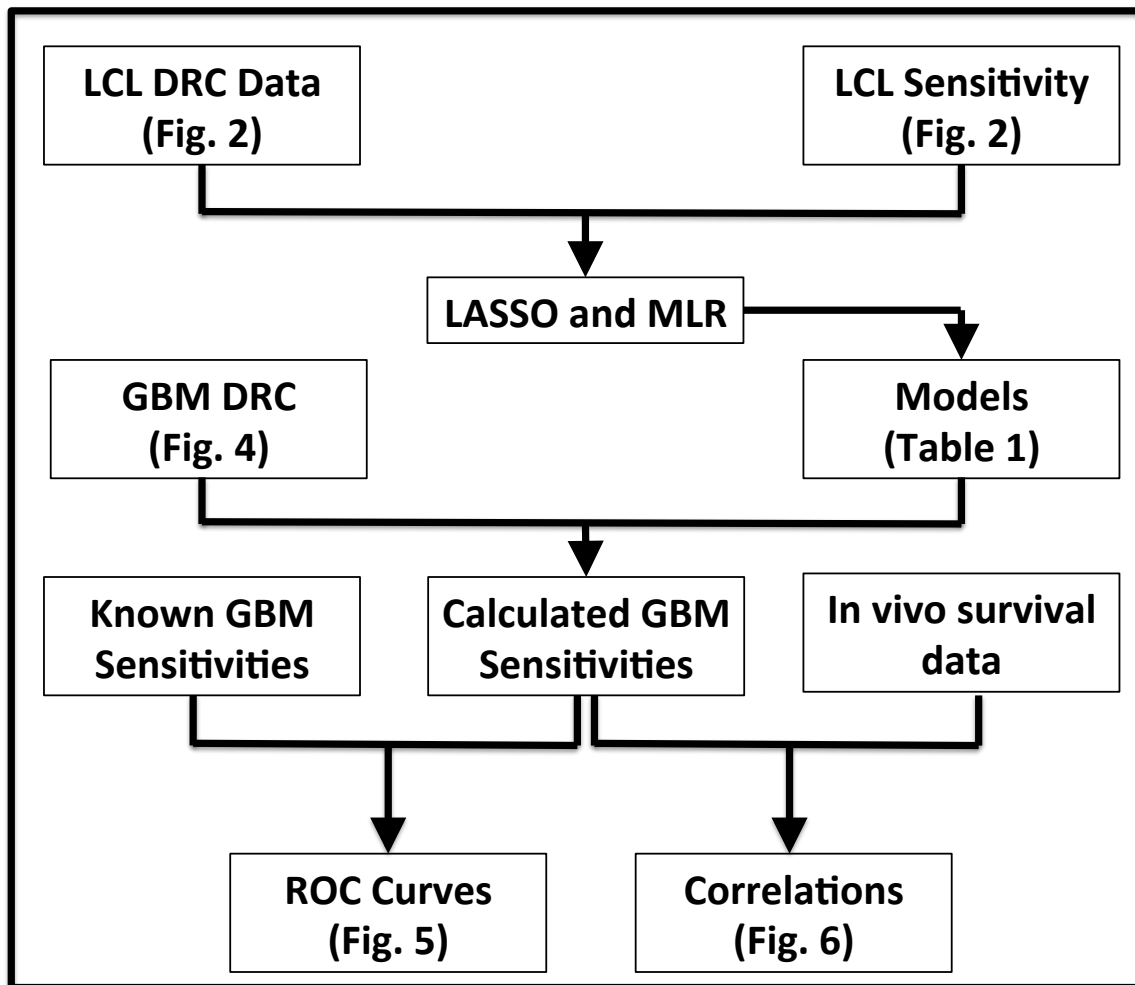 LCL DRC Data
(Fig. 2)
LCL Sensitivity
(Fig. 2)
LASSO and MLR
GBM DRC
(Fig. 4)
Models
(Table 1)
Known GBM
Sensitivities
Calculated GBM
Sensitivities
In vivo survival
data
ROC Curves
(Fig. 5)
Correlations
(Fig. 6)